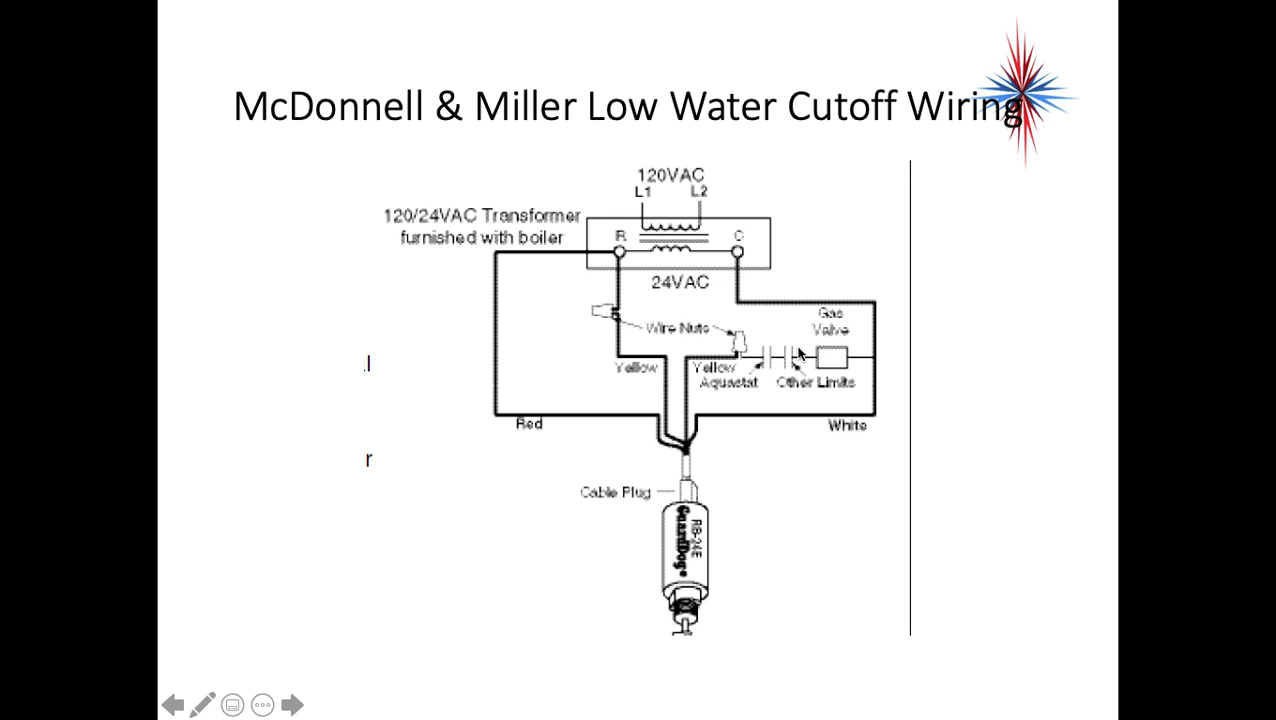 McDonnell & Miller Low Water Cutoff Wiring
120VAC
L1 L2
120/24VAC Transformer
furnished with boiler
R C
24VAC
Gas
Valve
Wire Nuts
Yellow Yellow
Aquastat Other Limits
l
Red White
r
Cable Plug
GuardDog
RB-24E